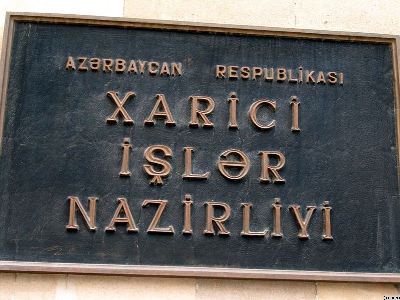 AZƏRBAYCAN RESPUBLİKASI
XARİCİ
İŞLƏR
NAZİRLİYİ